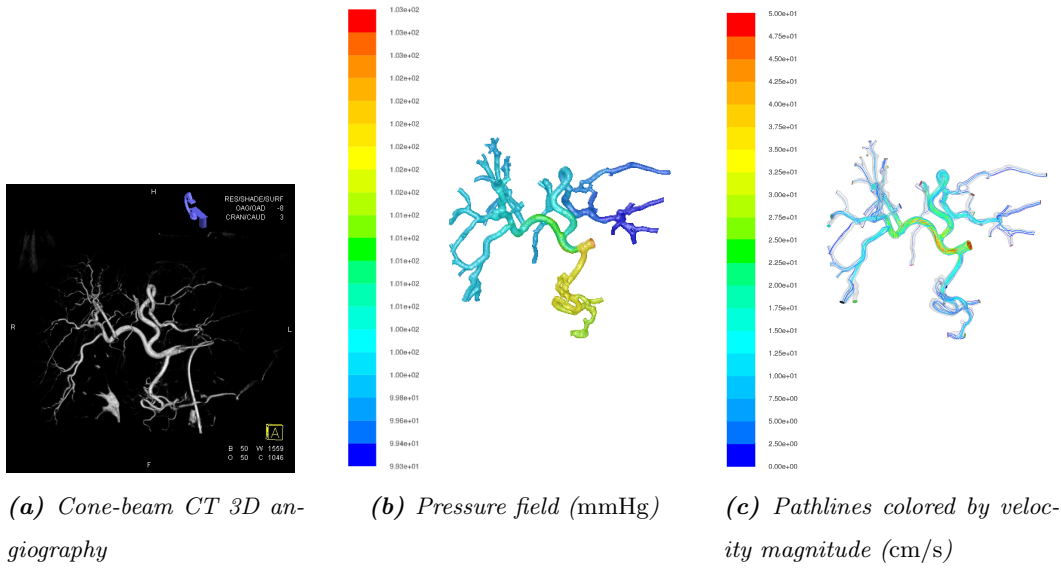 H
RES/SHADE/SURF
OAG/OAD -8
CRAN/CAUD 3
R
L
C
A
B 50 W 1559
O 50 C 1046
F
1.03e+02
1.03e+02
1.02e+02
1.02e+02
1.02e+02
1.02e+02
1.02e+02
1.02e+02
1.01e+02
1.01e+02
1.01e+02
1.01e+02
1.01e+02
1.00e+02
1.00e+02
1.00e+02
9.98e+01
9.96e+01
9.94e+01
9.93e+01
5.00e+01
4.75e+01
4.50e+01
4.25e+01
4.00e+01
3.75e+01
3.50e+01
3.25e+01
3.00e+01
2.75e+01
2.50e+01
2.25e+01
2.00e+01
1.75e+01
1.50e+01
1.25e+01
1.00e+01
7.50e+00
5.00e+00
2.50e+00
0.00e+00
(a) Cone-beam CT 3D an-
giography
(b) Pressure field (mmHg)
(c) Pathlines colored by veloc-
ity magnitude (cm/s)